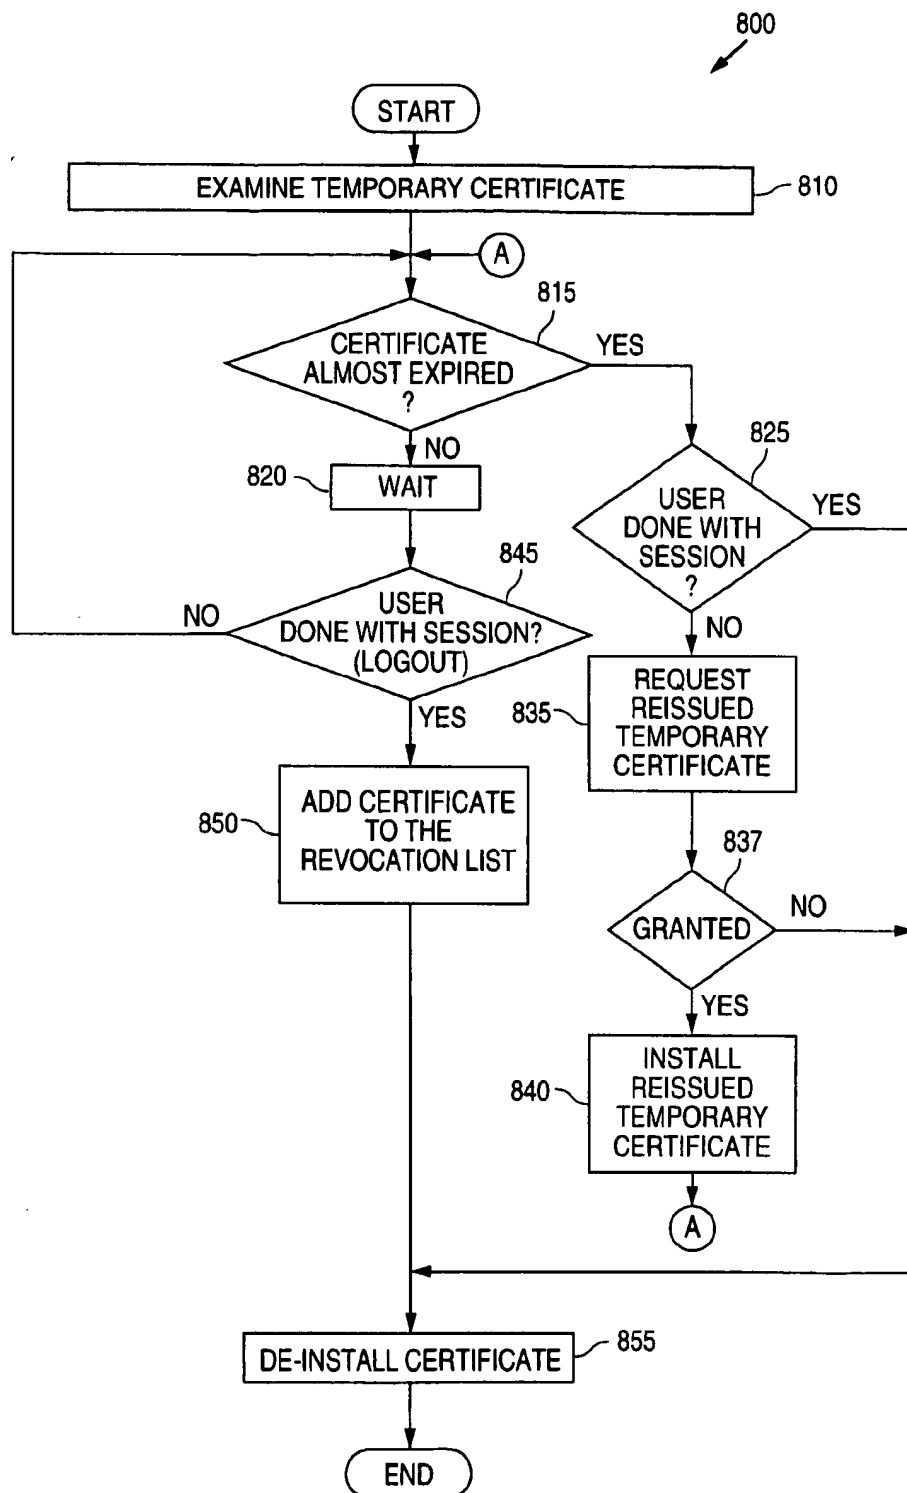 800
START
EXAMINE TEMPORARY CERTIFICATE
810
A
815
CERTIFICATE
ALMOST EXPIRED
?
YES
NO
820
WAIT
825
USER
DONE WITH
SESSION
?
YES
NO
845
USER
DONE WITH SESSION?
(LOGOUT)
NO
YES
835
REQUEST
REISSUED
TEMPORARY
CERTIFICATE
850
ADD CERTIFICATE
TO THE
REVOCATION LIST
837
GRANTED
NO
YES
840
INSTALL
REISSUED
TEMPORARY
CERTIFICATE
A
DE-INSTALL CERTIFICATE
855
END